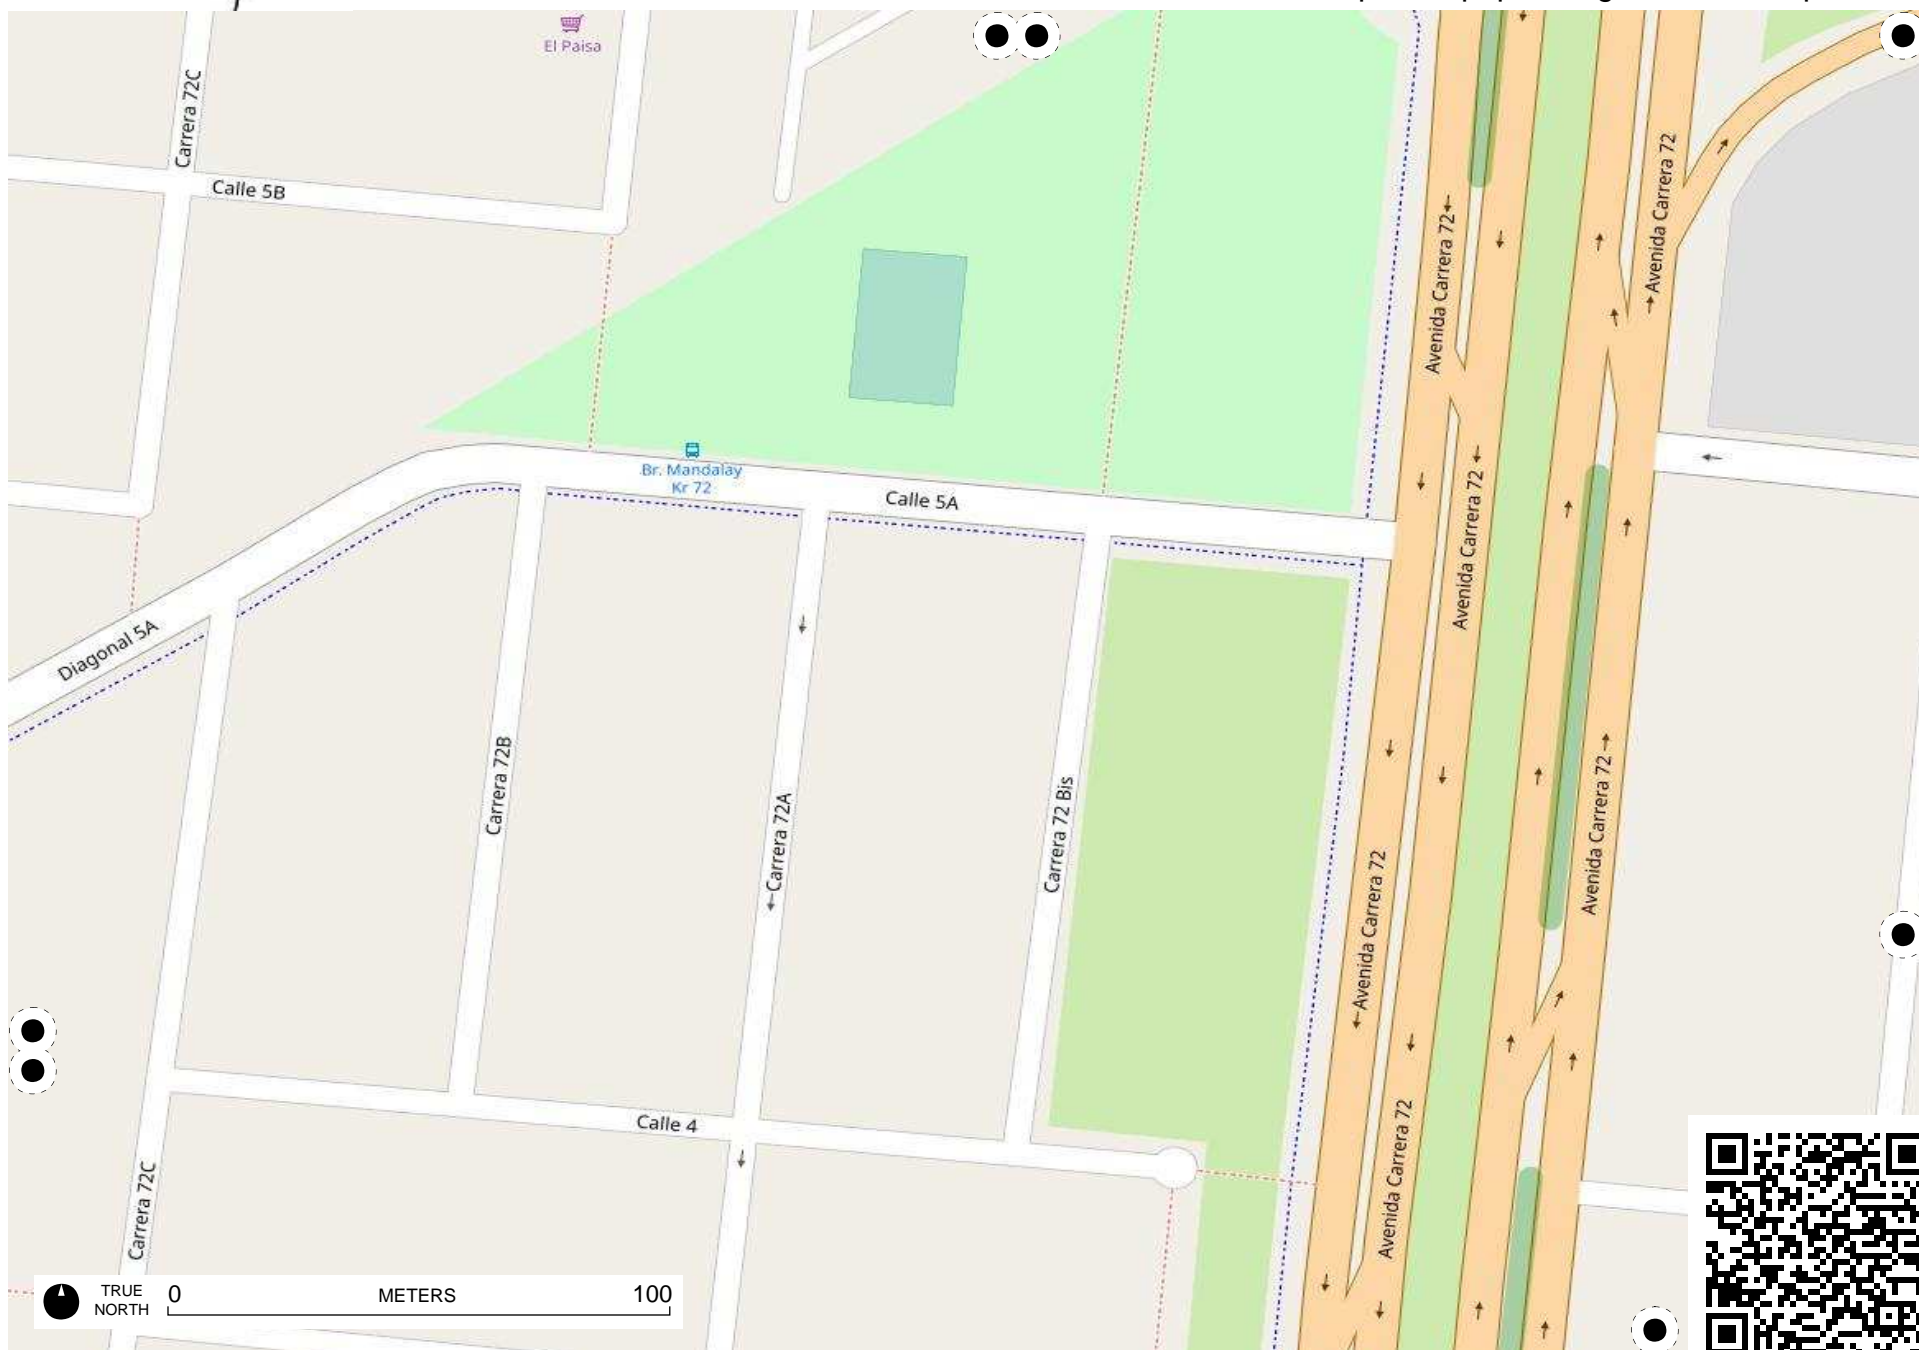 El Paisa
Carrera 72C
Calle 5B
Avenida Carrera 72
Avenida Carrera 72
Br. Mandalay
Kr 72
Calle 5A
Avenida Carrera 72
Diagonal 5A
Carrera 72B
Carrera 72A
Carrera 72 Bis
Avenida Carrera 72
Avenida Carrera 72
Calle 4
Carrera 72C
Avenida Carrera 72
TRUE
NORTH
0
METERS
100